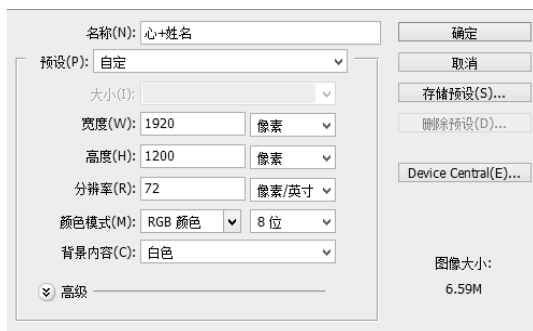 名称(N): 心+姓名 确定
预设(P): 自定 取消
大小(I): 存储预设(S)...
宽度(W): 1920 像素 删除预设(D)...
高度(H): 1200 像素
Device Central(E)...
分辨率(R): 72 像素/英寸
颜色模式(M): RGB 颜色 8 位
背景内容(C): 白色
图像大小:
高级 6.59M